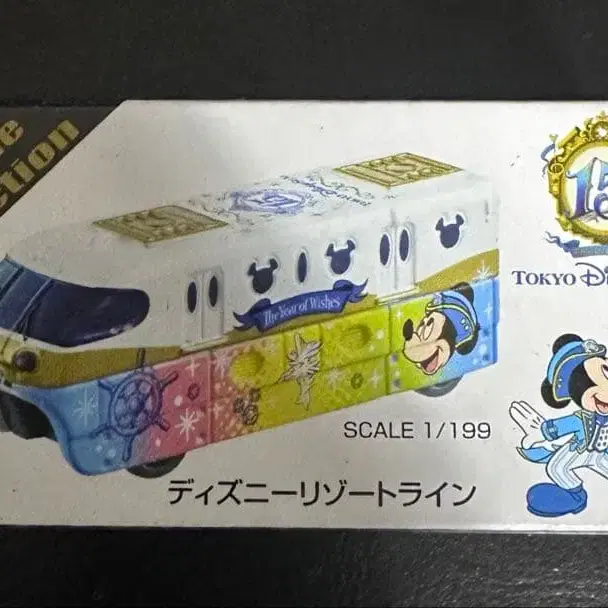 15
TOKYO Di
The Year of Wishes
SCALE 1/199
ディズニーリゾートライン